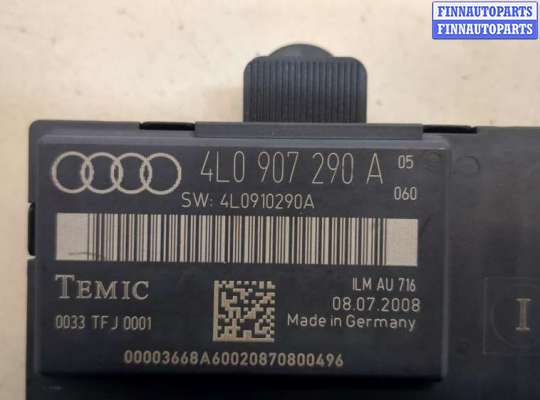 FINNAUTOPARTS
FINNAUTOPARTS
4L0 907 290 A 05
060
SW: 4L0910290A
TEMIC
ILM AU 716
08.07.2008
0033 TFJ 0001
Made in Germany
00003668A60020870800496
I